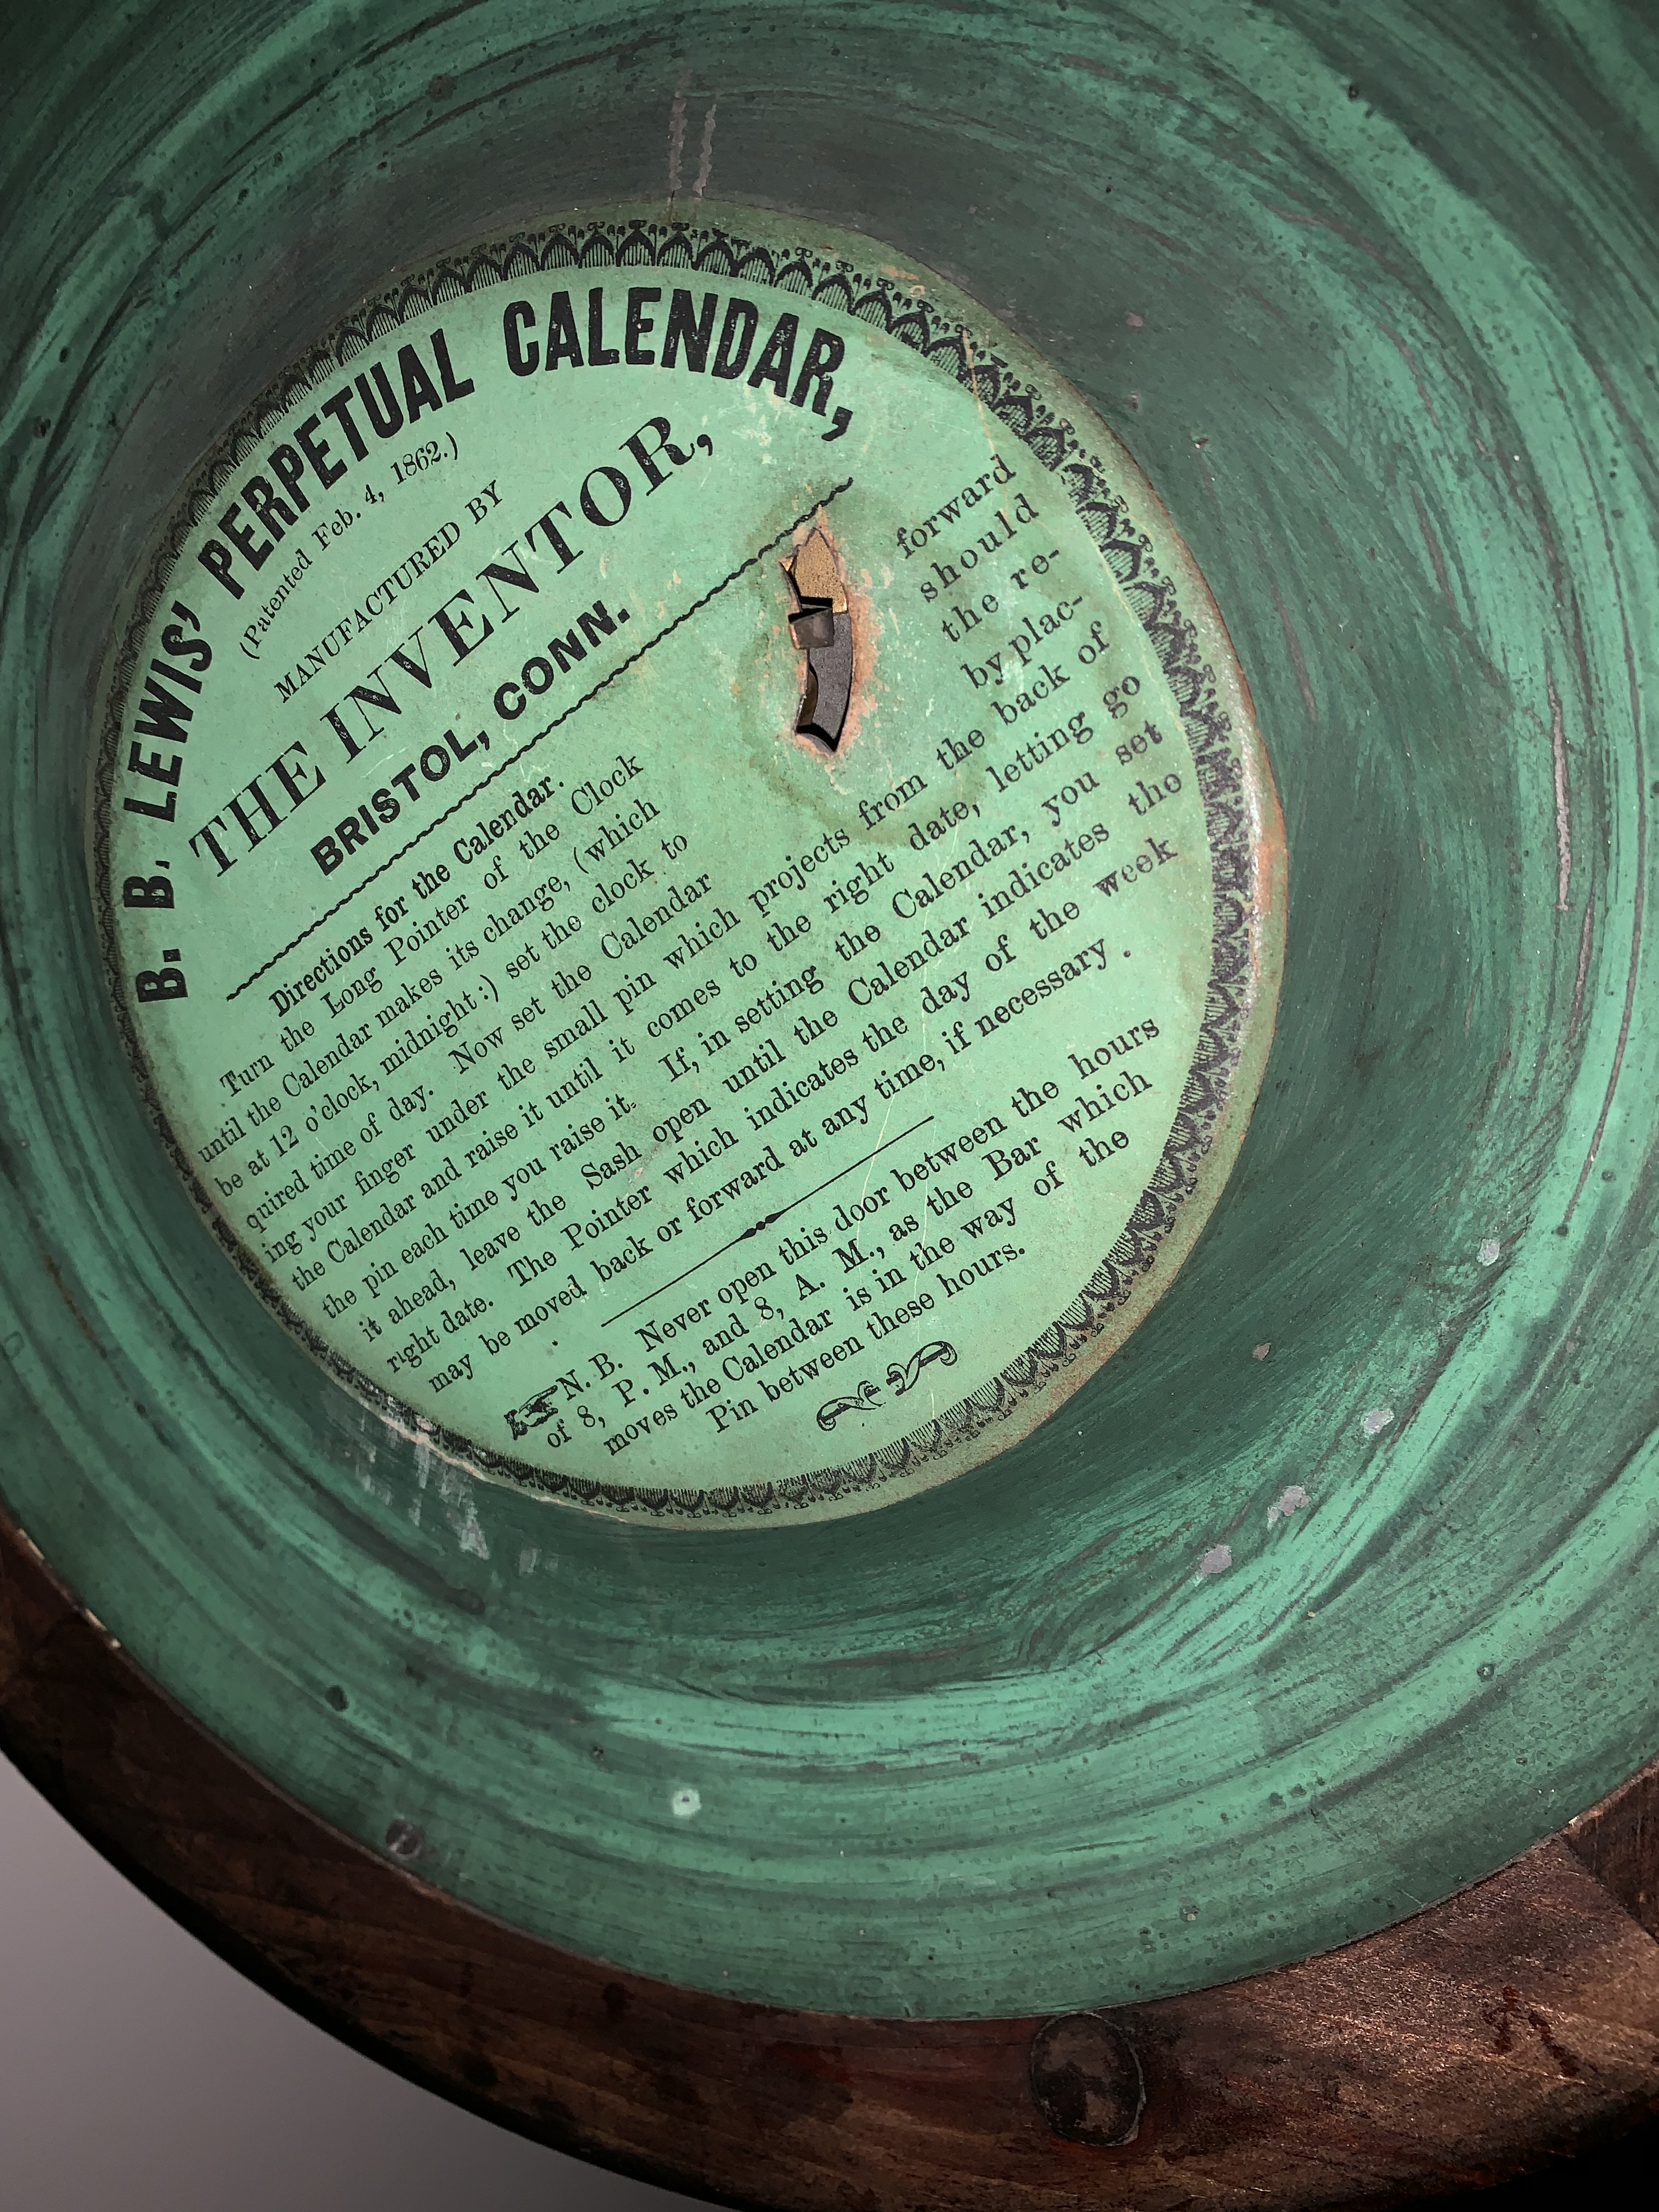 B. B. LEWIS' PERPETUAL CALENDAR,
(Patented Feb. 4, 1862.)
MANUFACTURED BY
THE INVENTOR,
BRISTOL, CONN.
Directions for the Calendar.
Turn the Long Pointer of the Clock forward
until the Calendar makes its change, (which should
be at 12 o'clock, midnight:) set the clock to the re-
quired time of day. Now set the Calendar by plac-
ing your finger under the small pin which projects from the back of
the Calendar and raise it until it comes to the right date, letting go
the pin each time you raise it. If, in setting the Calendar, you set
it ahead, leave the Sash open until the Calendar indicates the
right date. The Pointer which indicates the day of the week
may be moved back or forward at any time, if necessary .
☞N. B. Never open this door between the hours
of 8, P. M., and 8, A. M., as the Bar which
moves the Calendar is in the way of the
Pin between these hours.